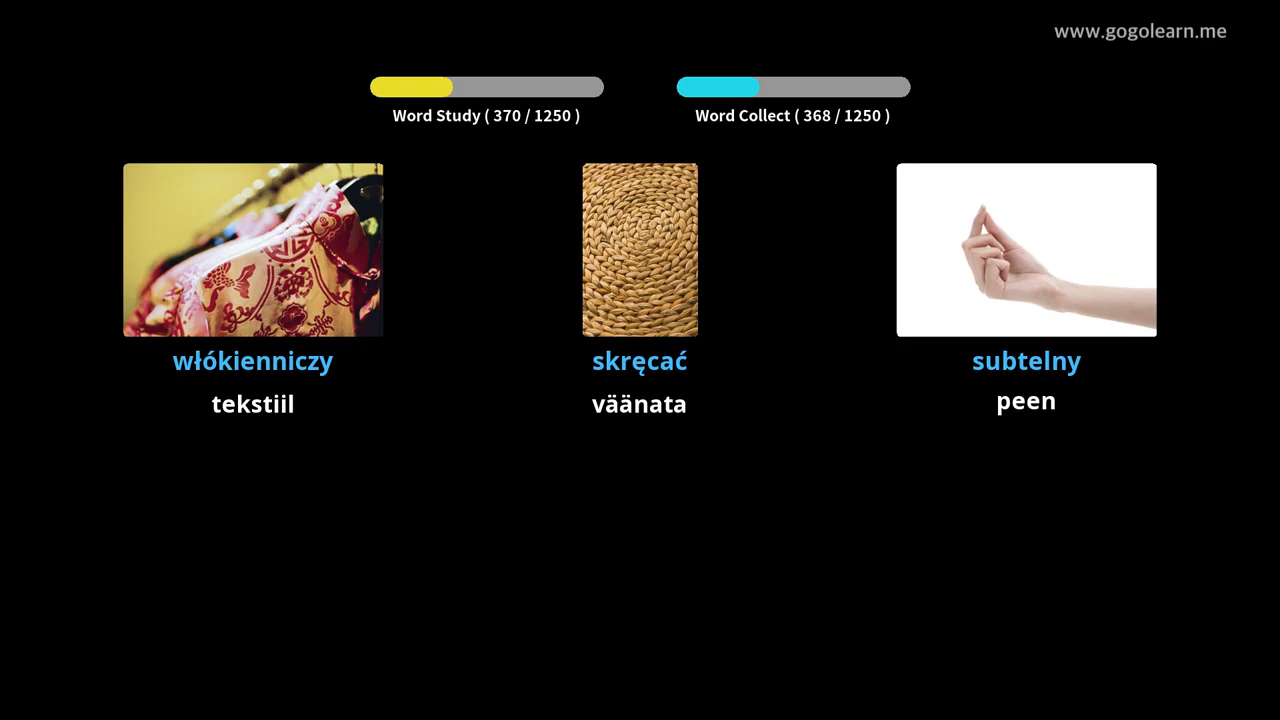 www.gogolearn.me
Word Study ( 370 / 1250 )
Word Collect ( 368 / 1250 )
włókienniczy
skręcać
subtelny
tekstiil
väänata
peen